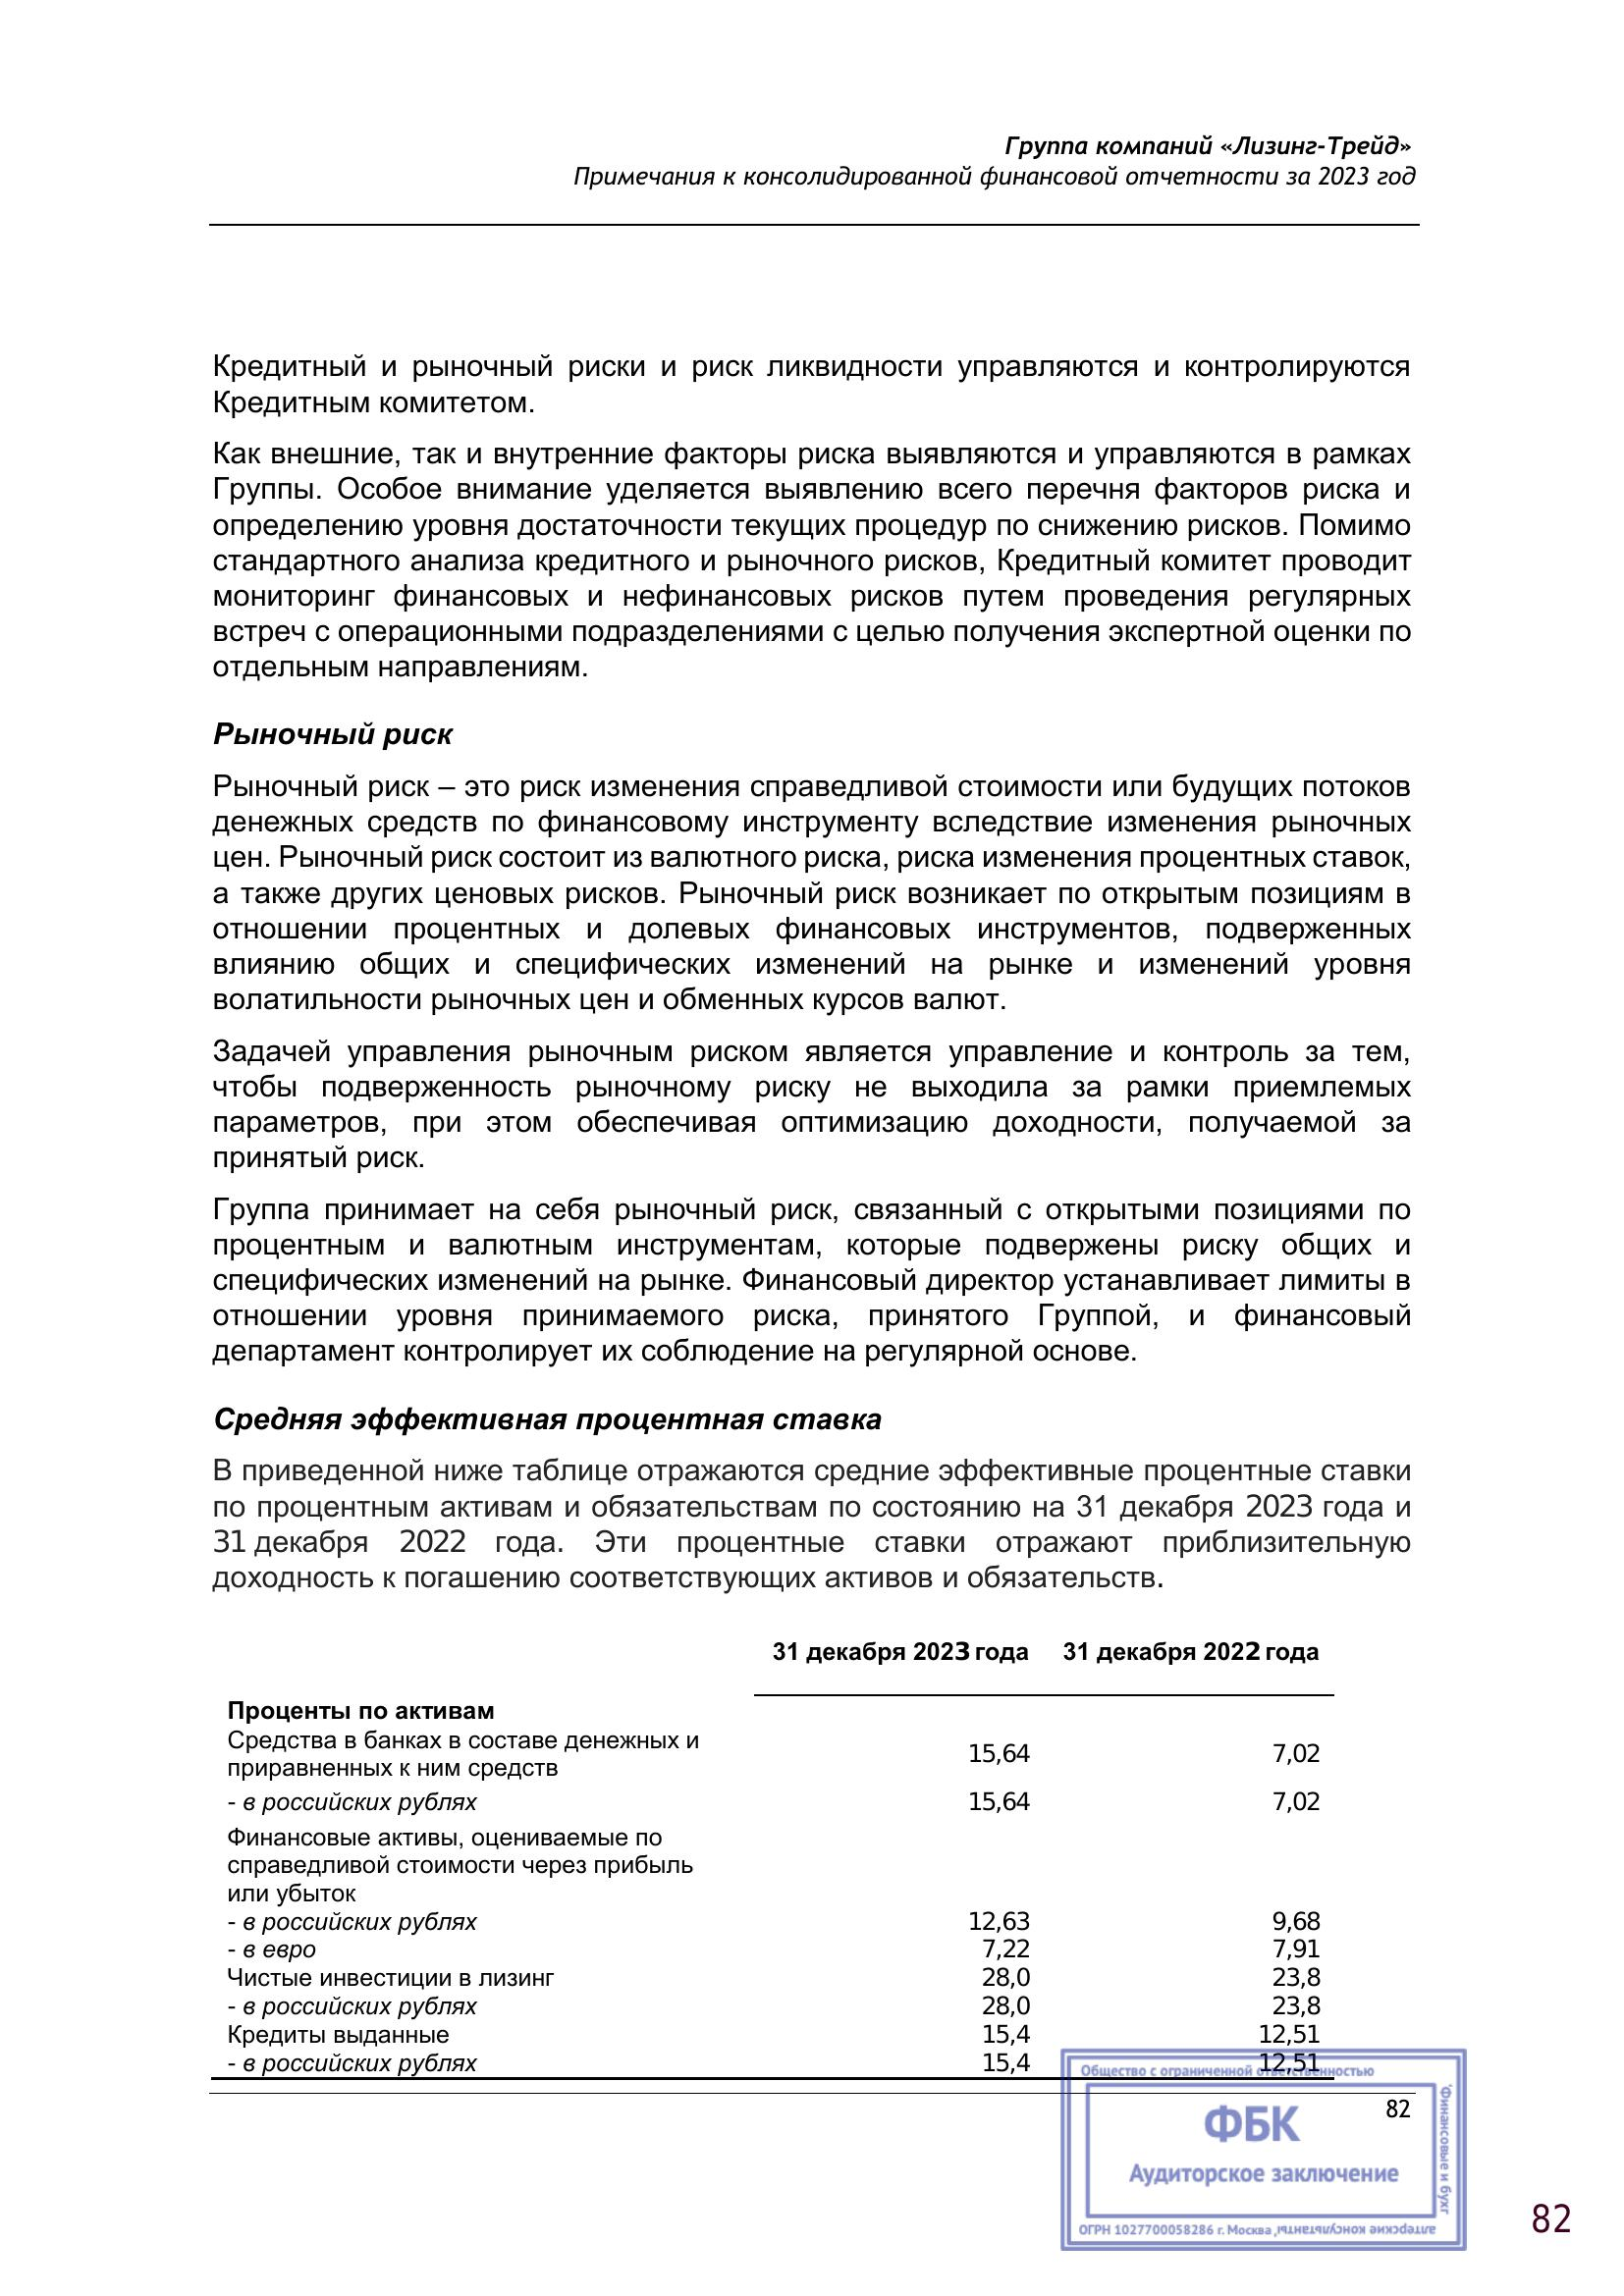 Группа компаний «Лизинг-Трейд»
Примечания к консолидированной финансовой отчетности за 2023 год
Кредитный и рыночный риски и риск ликвидности управляются и контролируются
Кредитным комитетом.
Как внешние, так и внутренние факторы риска выявляются и управляются в рамках
Группы. Особое внимание уделяется выявлению всего перечня факторов риска и
определению уровня достаточности текущих процедур по снижению рисков. Помимо
стандартного анализа кредитного и рыночного рисков, Кредитный комитет проводит
мониторинг финансовых и нефинансовых рисков путем проведения регулярных
встреч с операционными подразделениями с целью получения экспертной оценки по
отдельным направлениям.
Рыночный риск
Рыночный риск – это риск изменения справедливой стоимости или будущих потоков
денежных средств по финансовому инструменту вследствие изменения рыночных
цен. Рыночный риск состоит из валютного риска, риска изменения процентных ставок,
а также других ценовых рисков. Рыночный риск возникает по открытым позициям в
отношении процентных и долевых финансовых инструментов, подверженных
влиянию общих и специфических изменений на рынке и изменений уровня
волатильности рыночных цен и обменных курсов валют.
Задачей управления рыночным риском является управление и контроль за тем,
чтобы подверженность рыночному риску не выходила за рамки приемлемых
параметров, при этом обеспечивая оптимизацию доходности, получаемой за
принятый риск.
Группа принимает на себя рыночный риск, связанный с открытыми позициями по
процентным и валютным инструментам, которые подвержены риску общих и
специфических изменений на рынке. Финансовый директор устанавливает лимиты в
отношении уровня принимаемого риска, принятого Группой, и финансовый
департамент контролирует их соблюдение на регулярной основе.
Средняя эффективная процентная ставка
В приведенной ниже таблице отражаются средние эффективные процентные ставки
по процентным активам и обязательствам по состоянию на 31 декабря 2023 года и
31 декабря 2022 года. Эти процентные ставки отражают приблизительную
доходность к погашению соответствующих активов и обязательств.
31 декабря 2023 года 31 декабря 2022 года
Проценты по активам
Средства в банках в составе денежных и
приравненных к ним средств 15,64 7,02
- в российских рублях 15,64 7,02
Финансовые активы, оцениваемые по
справедливой стоимости через прибыль
или убыток
- в российских рублях 12,63 9,68
- в евро 7,22 7,91
Чистые инвестиции в лизинг 28,0 23,8
- в российских рублях 28,0 23,8
Кредиты выданные 15,4 12,51
- в российских рублях 15,4 12,51
Общество с ограниченной ответственностью
82
ФБК
Аудиторское заключение
"Финансовые и бухг
алтерские консультанты"
ОГРН 1027700058286 г. Москва
82